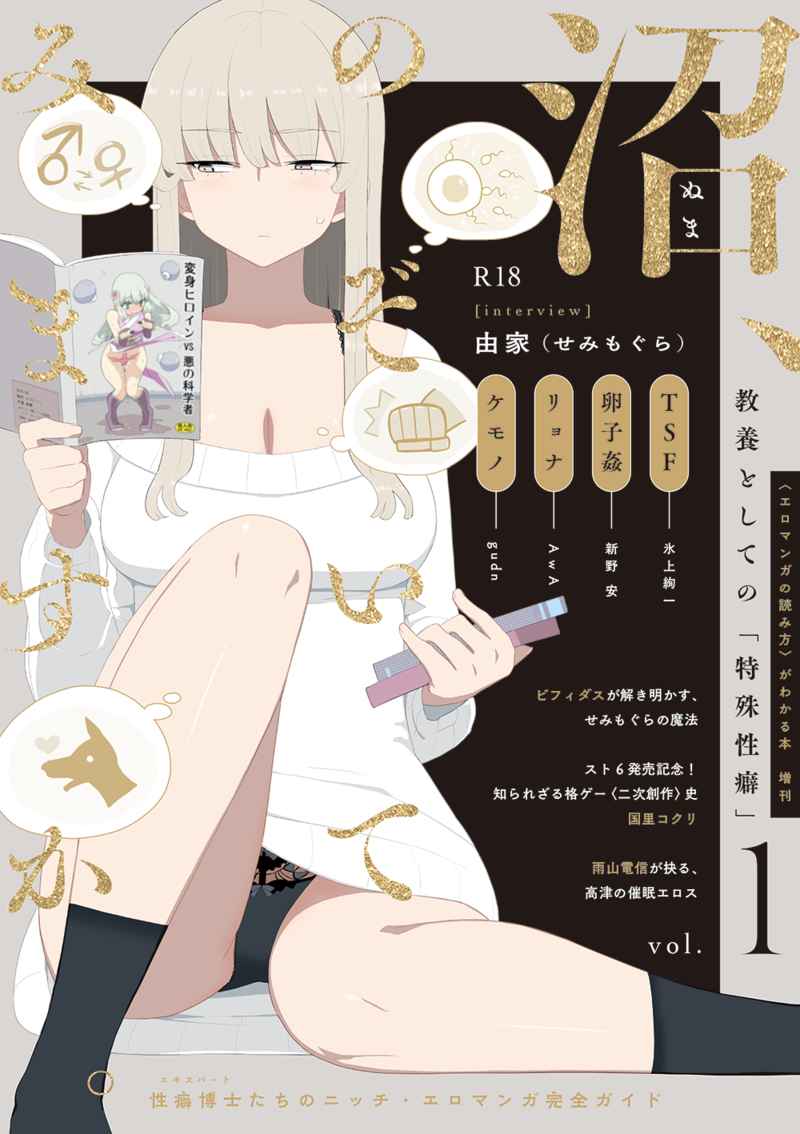 沼、
ぬま
のぞいて
みますか
R18
[interview]
由家（せみもぐら）
TSF
氷上絢一
卵子姦
新野 安
リョナ
AwA
ケモノ
gudn
教養としての「特殊性癖」
〈エロマンガの読み方〉がわかる本　増刊
ビフィダスが解き明かす、
せみもぐらの魔法
スト6発売記念！
知られざる格ゲー〈二次創作〉史
国里コクリ
雨山電信が抉る、
高津の催眠エロス
vol.
1
変身ヒロインVS悪の科学者
エキスパート
性癖博士たちのニッチ・エロマンガ完全ガイド